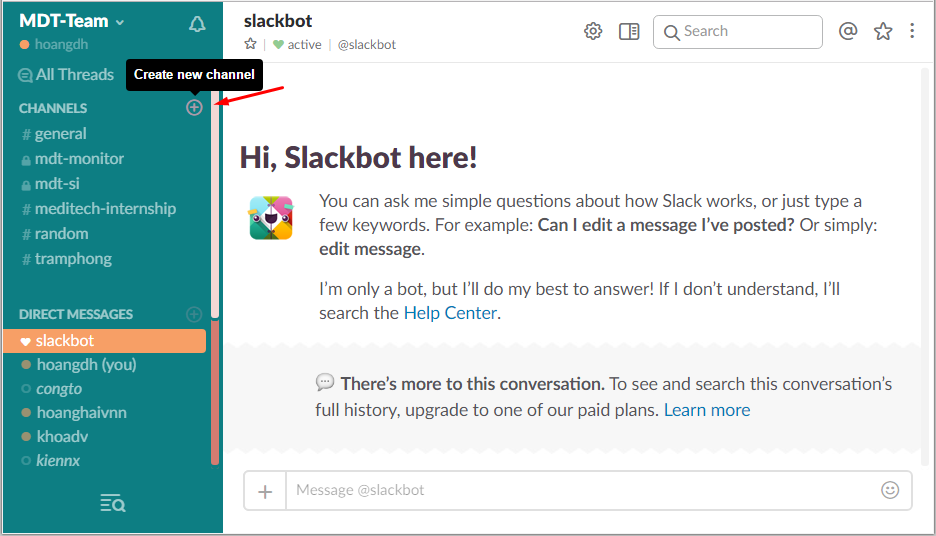 MDT-Team
hoangdh
All Threads
Create new channel
CHANNELS
# general
mdt-monitor
mdt-si
# meditech-internship
# random
# tramphong
DIRECT MESSAGES
slackbot
hoangdh (you)
congto
hoanghaivnn
khoadv
kiennx
slackbot
active | @slackbot
Search
Hi, Slackbot here!
You can ask me simple questions about how Slack works, or just type a
few keywords. For example: Can I edit a message I’ve posted? Or simply:
edit message.
I’m only a bot, but I’ll do my best to answer! If I don’t understand, I’ll
search the Help Center.
There’s more to this conversation. To see and search this conversation’s
full history, upgrade to one of our paid plans. Learn more
Message @slackbot